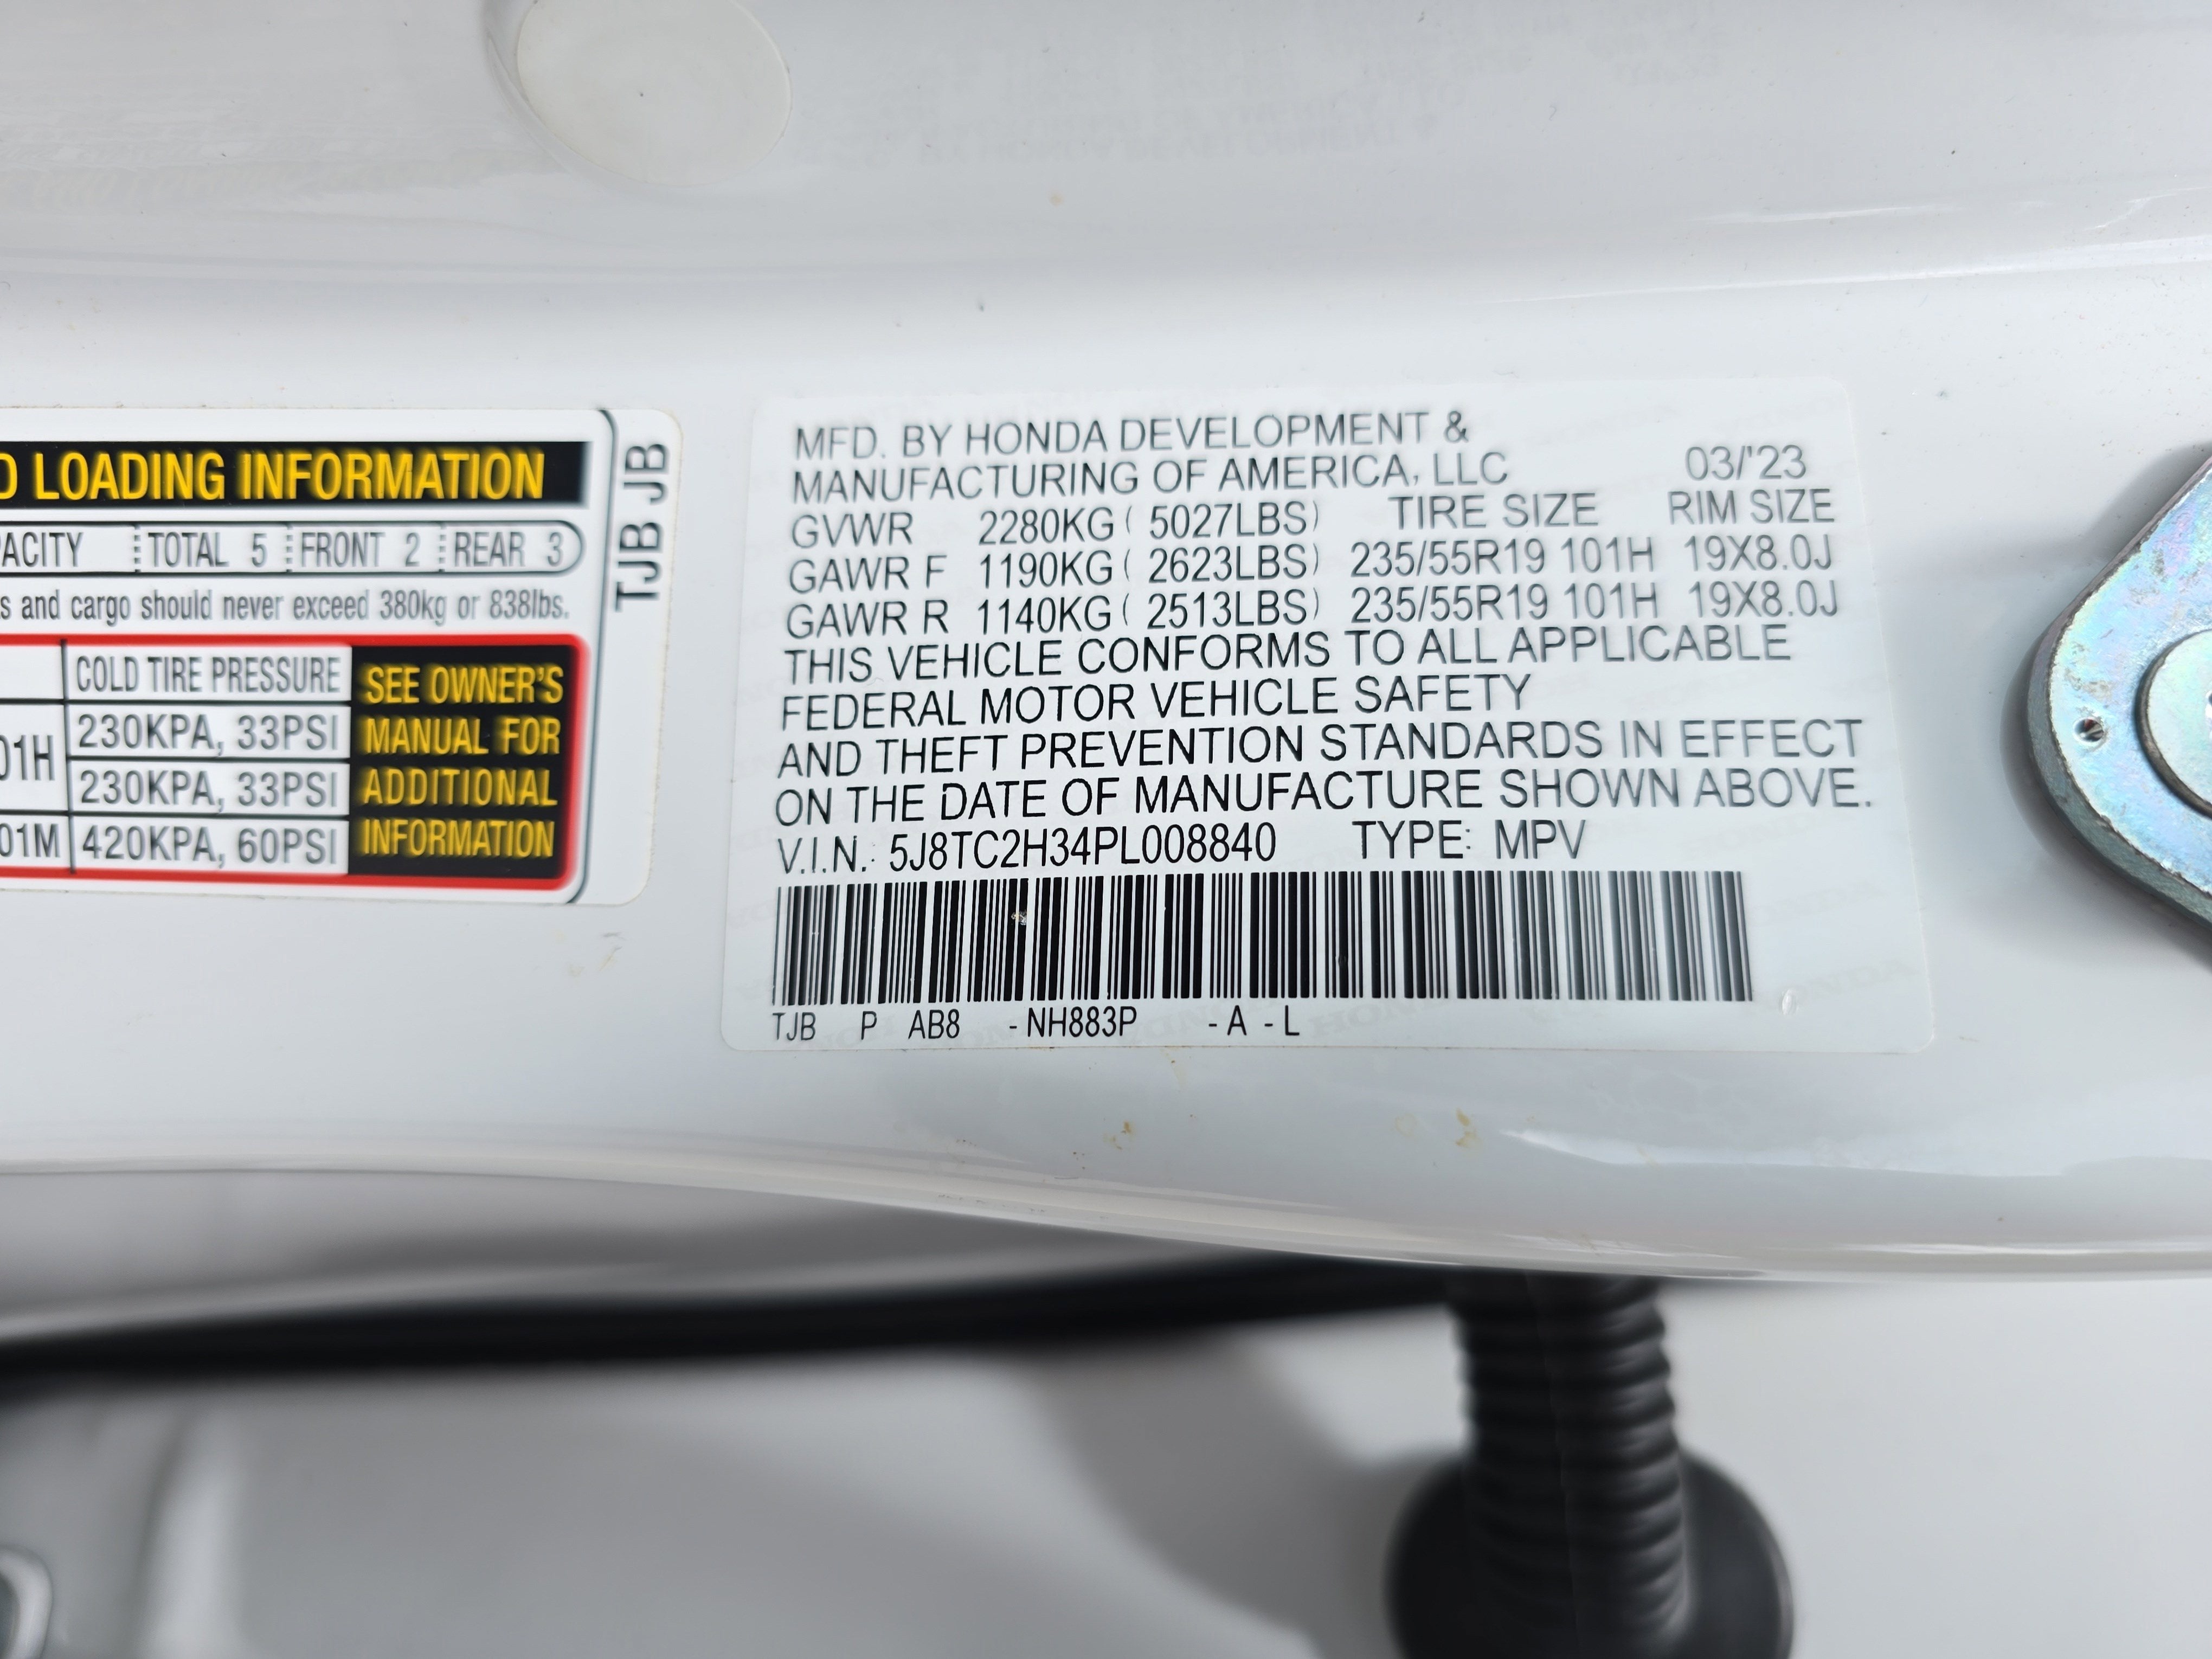 D LOADING INFORMATION
PACITY TOTAL 5 FRONT 2 REAR 3
s and cargo should never exceed 380kg or 838lbs.
COLD TIRE PRESSURE
01H 230KPA, 33PSI
230KPA, 33PSI
01M 420KPA, 60PSI
SEE OWNER'S
MANUAL FOR
ADDITIONAL
INFORMATION
TJB JB
MFD. BY HONDA DEVELOPMENT &
MANUFACTURING OF AMERICA, LLC 03/'23
GVWR 2280KG ( 5027LBS) TIRE SIZE RIM SIZE
GAWR F 1190KG ( 2623LBS) 235/55R19 101H 19X8.0J
GAWR R 1140KG ( 2513LBS) 235/55R19 101H 19X8.0J
THIS VEHICLE CONFORMS TO ALL APPLICABLE
FEDERAL MOTOR VEHICLE SAFETY
AND THEFT PREVENTION STANDARDS IN EFFECT
ON THE DATE OF MANUFACTURE SHOWN ABOVE.
V.I.N.: 5J8TC2H34PL008840 TYPE: MPV
TJB P AB8 -NH883P -A -L